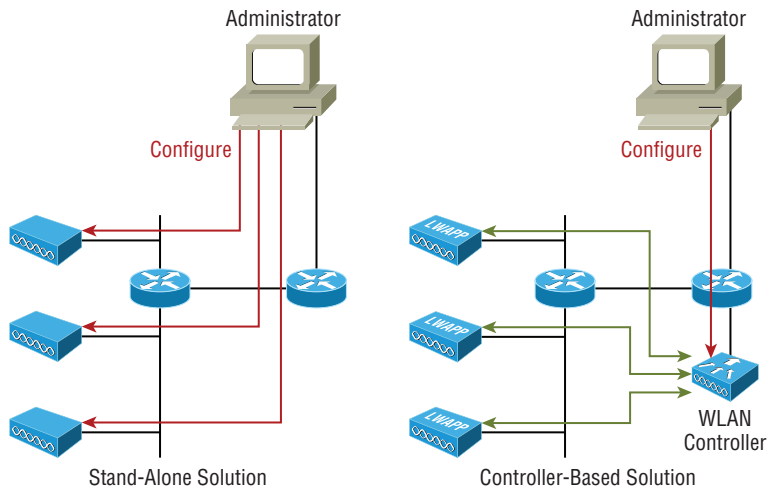 Administrator
Configure
Stand-Alone Solution
Administrator
Configure
LWAPP
LWAPP
LWAPP
WLAN
Controller
Controller-Based Solution